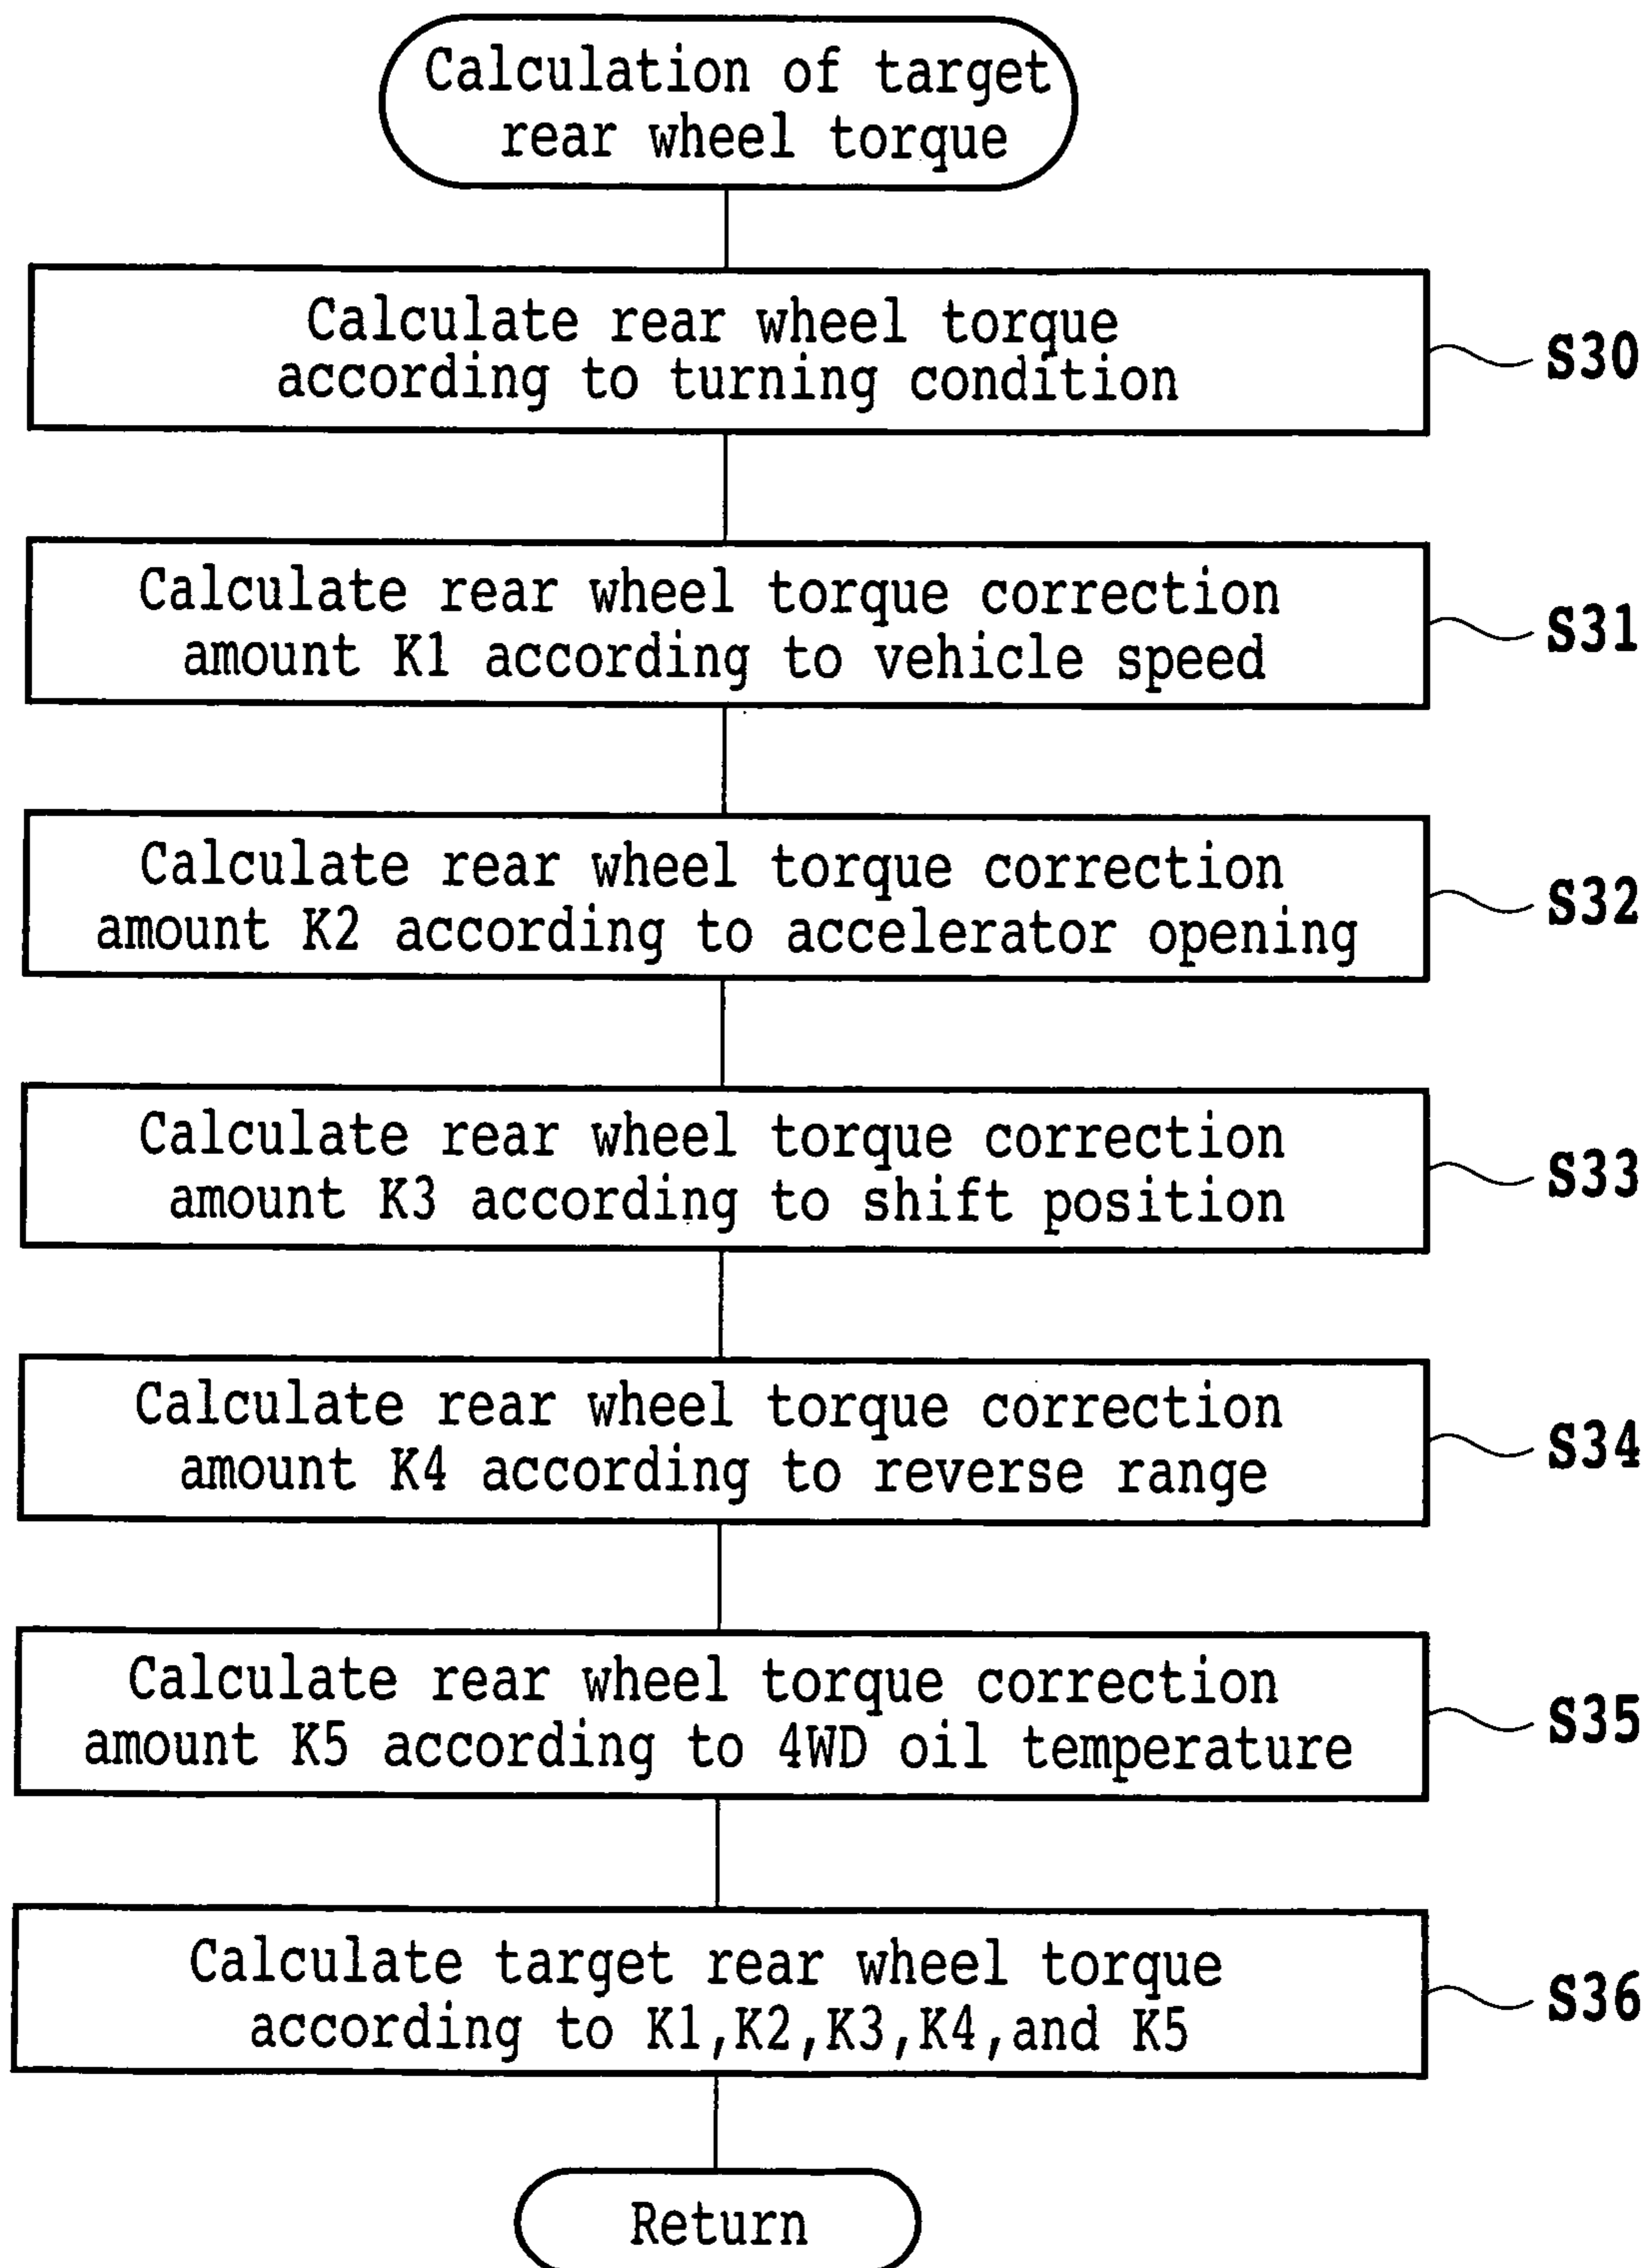 Calculation of target
rear wheel torque
Calculate rear wheel torque
according to turning condition
S30
Calculate rear wheel torque correction
amount K1 according to vehicle speed
S31
Calculate rear wheel torque correction
amount K2 according to accelerator opening
S32
Calculate rear wheel torque correction
amount K3 according to shift position
S33
Calculate rear wheel torque correction
amount K4 according to reverse range
S34
Calculate rear wheel torque correction
amount K5 according to 4WD oil temperature
S35
Calculate target rear wheel torque
according to K1,K2,K3,K4,and K5
S36
Return